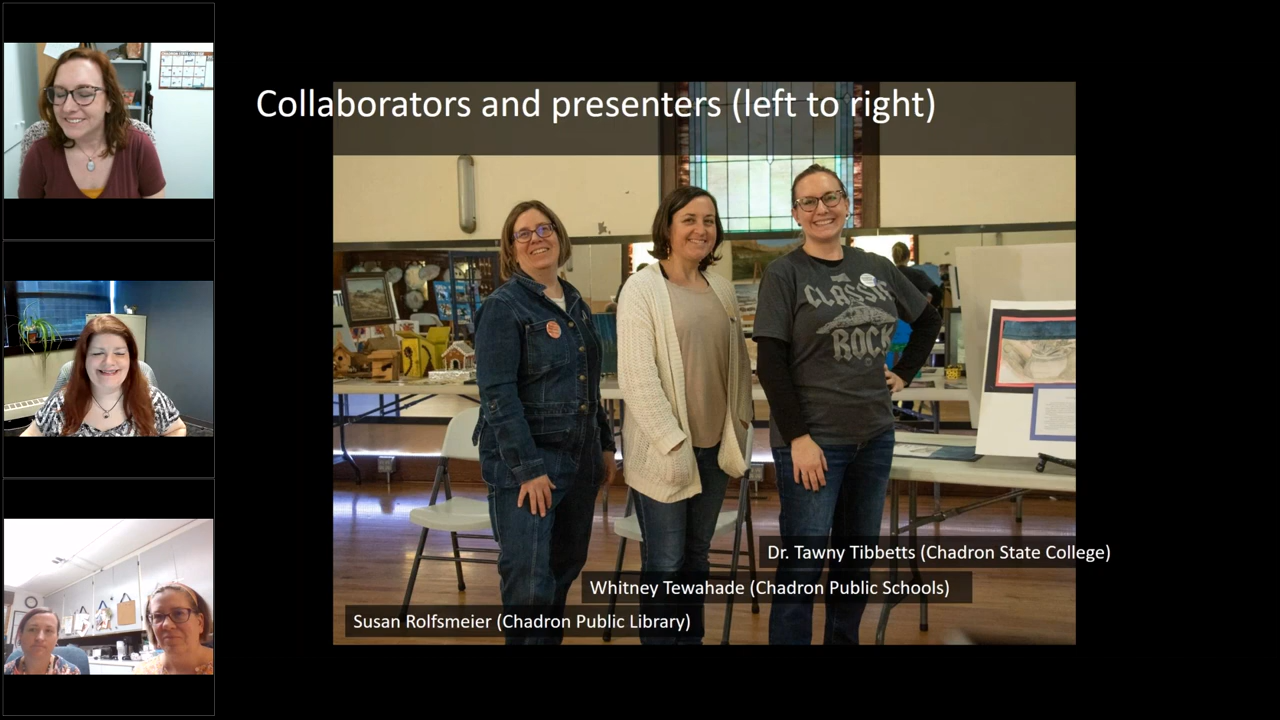 Collaborators and presenters (left to right)
CLASSIC
ROCK
Dr. Tawny Tibbetts (Chadron State College)
Whitney Tewahade (Chadron Public Schools)
Susan Rolfsmeier (Chadron Public Library)